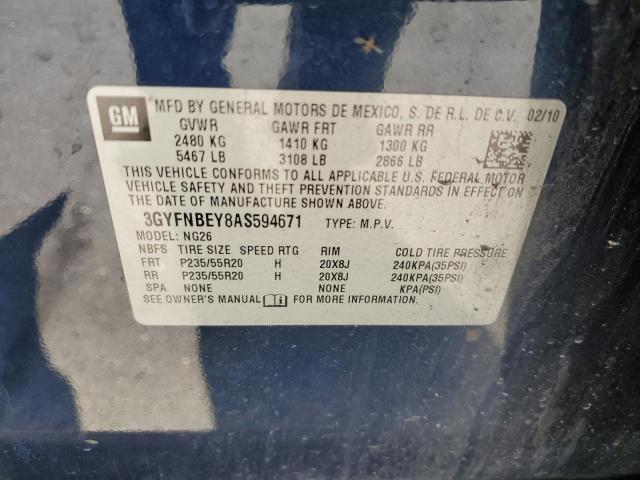 GM
MFD BY GENERAL MOTORS DE MEXICO, S. DE R.L. DE C.V. 02/10
GVWR GAWR FRT GAWR RR
2480 KG 1410 KG 1300 KG
5467 LB 3108 LB 2866 LB
THIS VEHICLE CONFORMS TO ALL APPLICABLE U.S. FEDERAL MOTOR
VEHICLE SAFETY AND THEFT PREVENTION STANDARDS IN EFFECT ON
THE DATE OF MANUFACTURE SHOWN ABOVE.
3GYFNBEY8AS594671 TYPE: M.P.V.
MODEL: NG26
NBFS TIRE SIZE SPEED RTG RIM COLD TIRE PRESSURE
FRT P235/55R20 H 20X8J 240KPA(35PSI)
RR P235/55R20 H 20X8J 240KPA(35PSI)
SPA NONE NONE KPA(PSI)
SEE OWNER'S MANUAL FOR MORE INFORMATION.